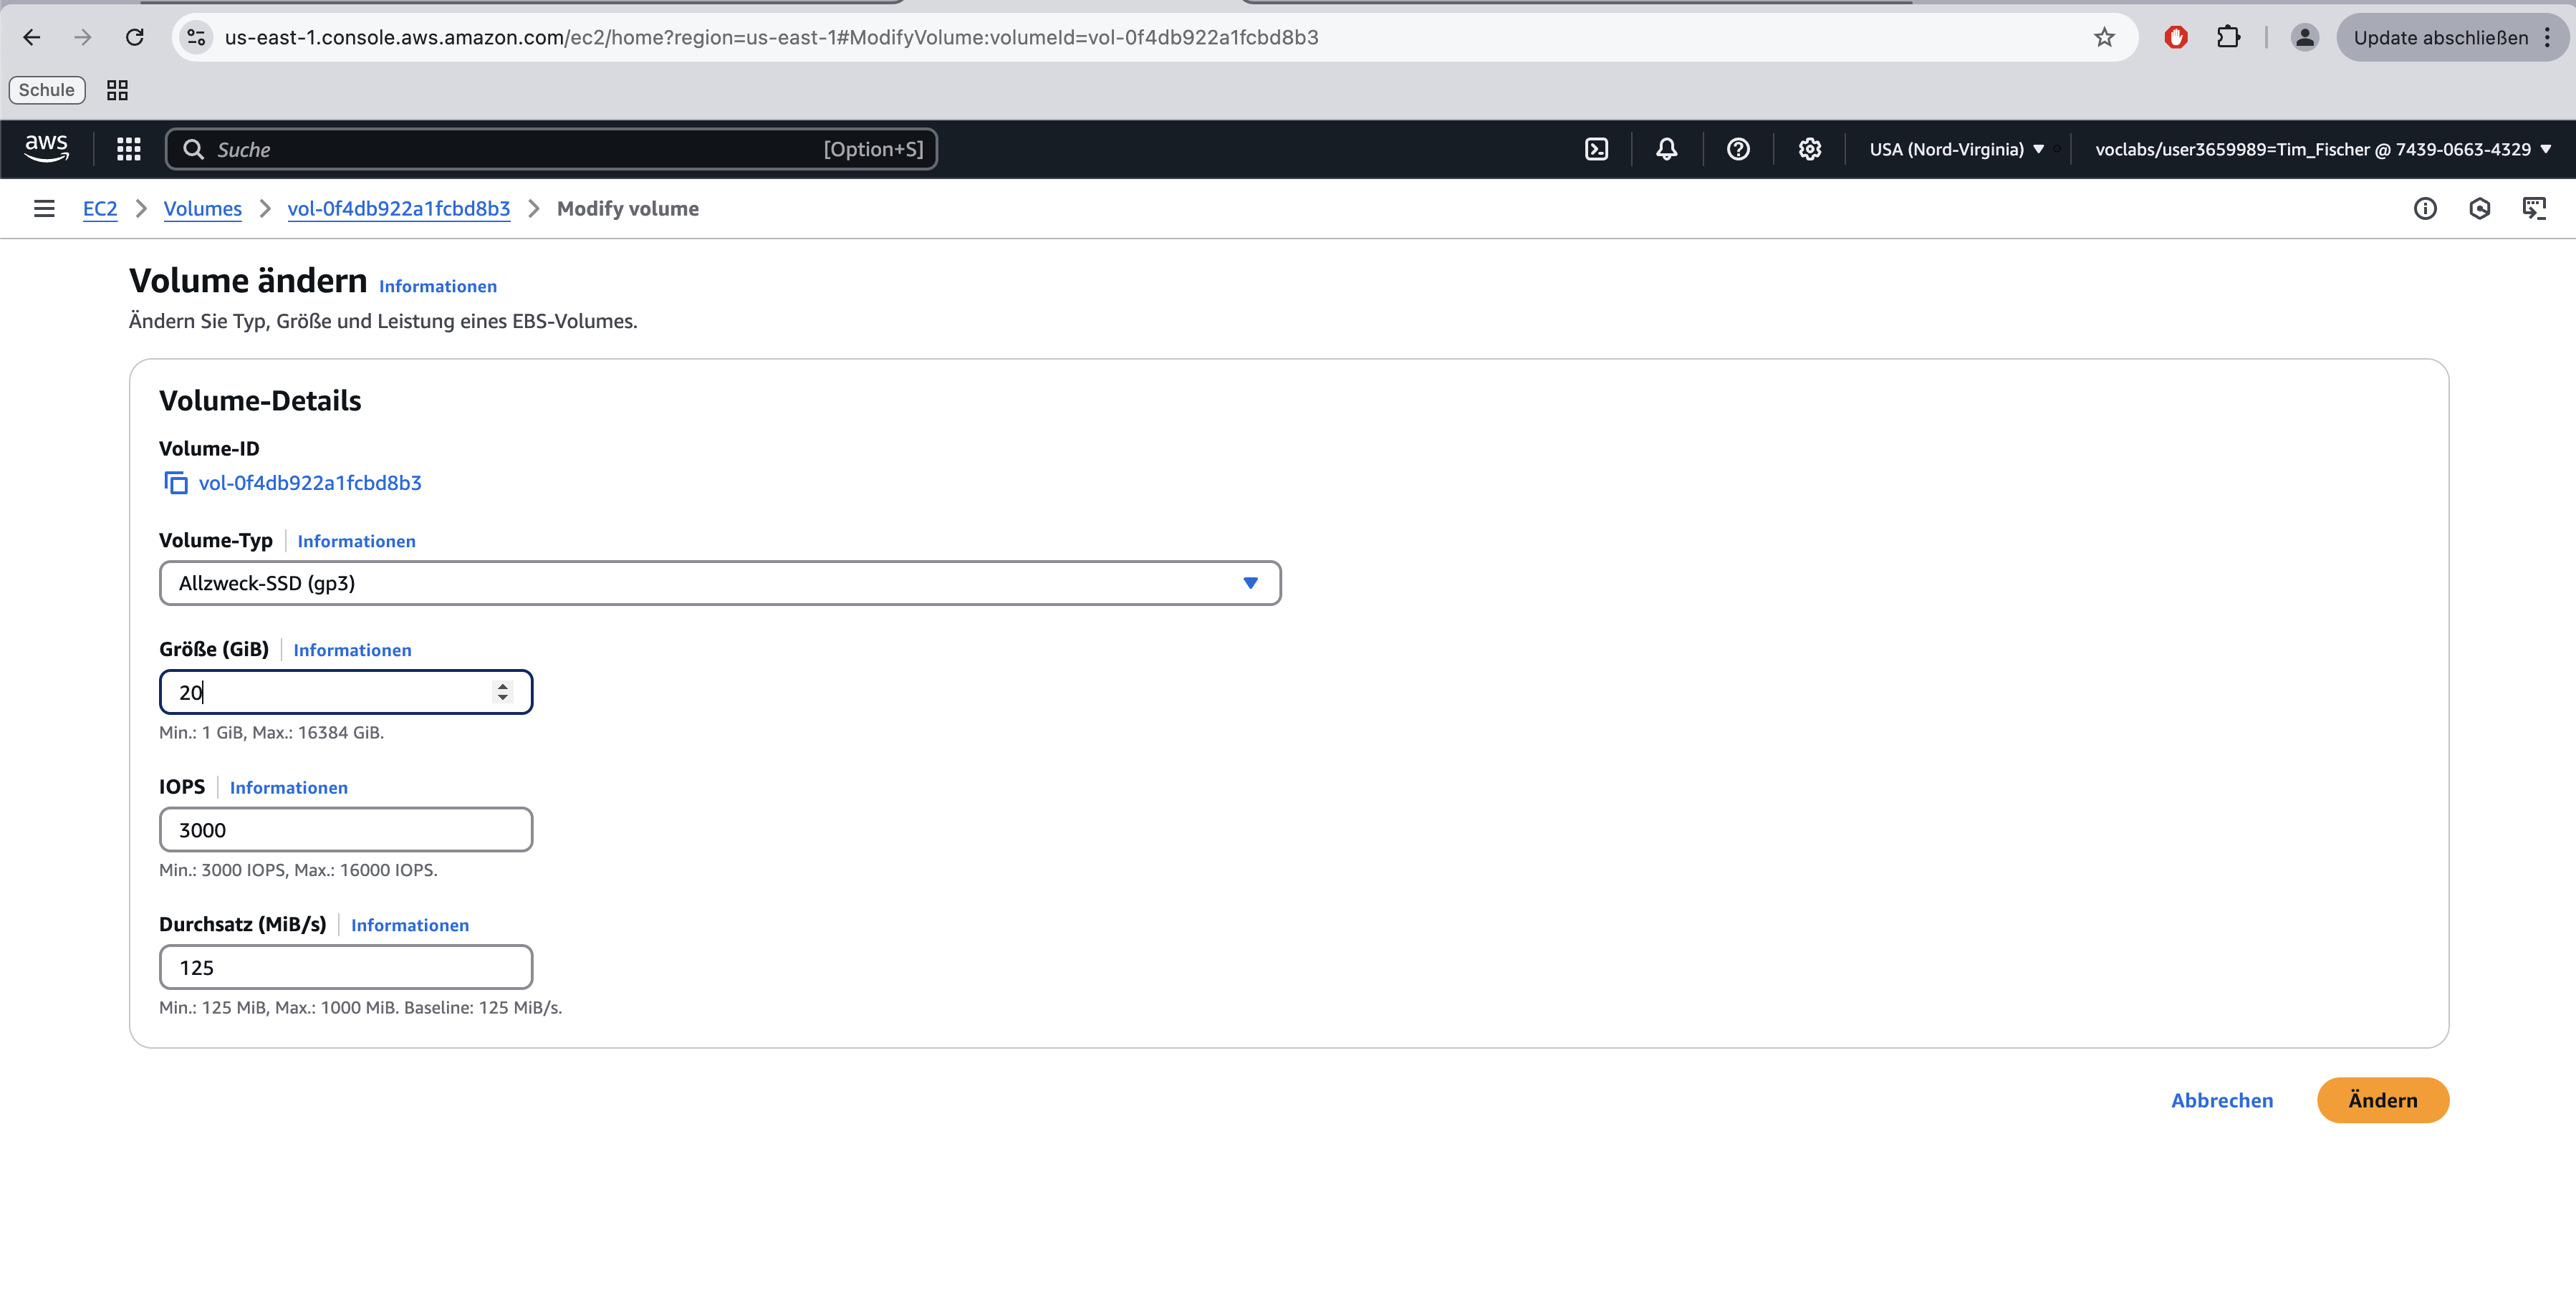 us-east-1.console.aws.amazon.com/ec2/home?region=us-east-1#ModifyVolume:volumeId=vol-0f4db922a1fcbd8b3
Update abschließen
Schule
aws
Suche [Option+S]
USA (Nord-Virginia)
voclabs/user3659989=Tim_Fischer @ 7439-0663-4329
EC2 > Volumes > vol-0f4db922a1fcbd8b3 > Modify volume
Volume ändern Informationen
Ändern Sie Typ, Größe und Leistung eines EBS-Volumes.
Volume-Details
Volume-ID
vol-0f4db922a1fcbd8b3
Volume-Typ | Informationen
Allzweck-SSD (gp3)
Größe (GiB) | Informationen
20
Min.: 1 GiB, Max.: 16384 GiB.
IOPS | Informationen
3000
Min.: 3000 IOPS, Max.: 16000 IOPS.
Durchsatz (MiB/s) | Informationen
125
Min.: 125 MiB, Max.: 1000 MiB. Baseline: 125 MiB/s.
Abbrechen
Ändern